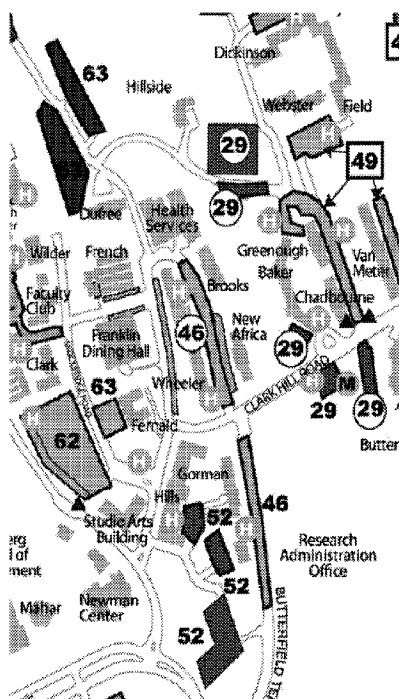 Dickinson
63
Hillside
Webster
Field
29
49
29
Dufree
Health
Services
Greenough
Van
Meter
Wilder
French
Baker
Brooks
Chadbourne
Faculty
Club
46
New
Africa
Franklin
Dining Hall
29
Clark
63
Wheeler
CLARK HILL ROAD
M
29
29
Fernald
Butter
62
Gorman
Hills
52
46
Studio Arts
Building
Research
Administration
Office
52
ment
Mahar
Newman
Center
52
BUTTERFIELD TE